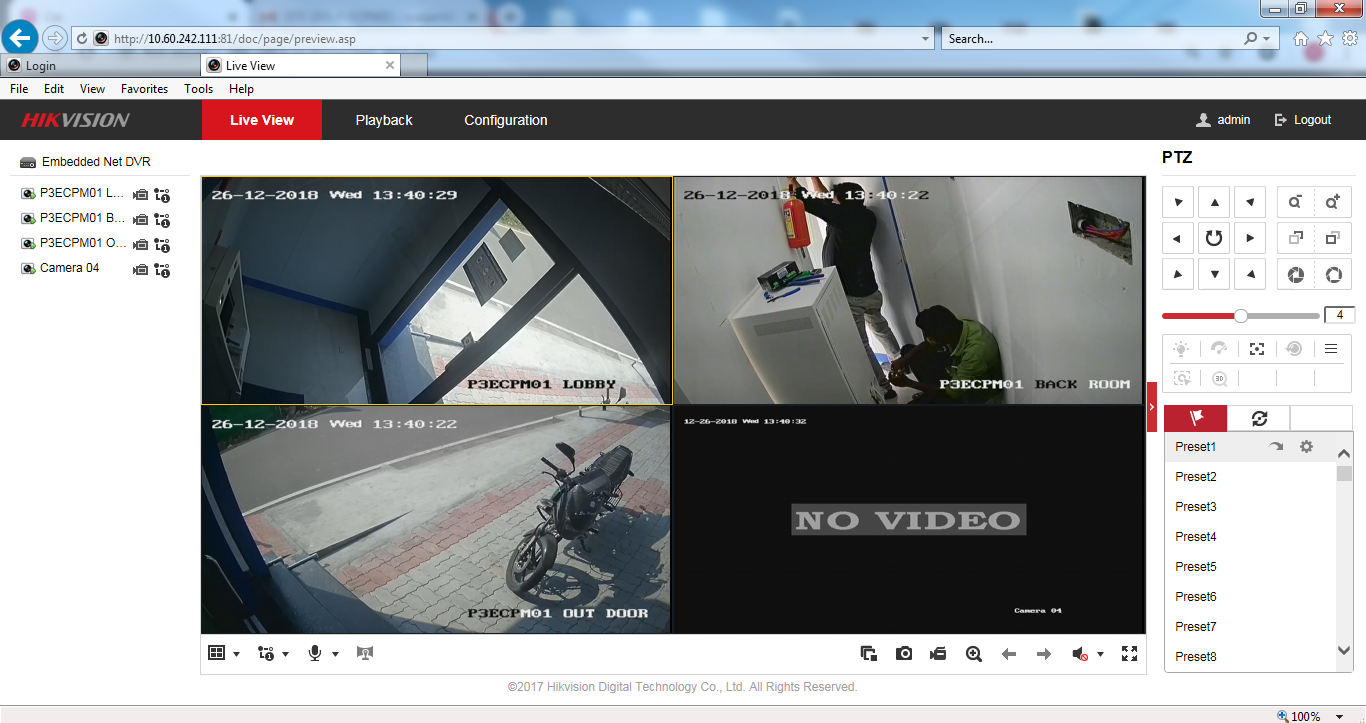 http://10.60.242.111:81/doc/page/preview.asp
Search...
Login
Live View
File Edit View Favorites Tools Help
HIKVISION
Live View
Playback
Configuration
admin
Logout
Embedded Net DVR
P3ECPM01 L...
P3ECPM01 B...
P3ECPM01 O...
Camera 04
26-12-2018 Wed 13:40:29
P3ECPM01 LOBBY
26-12-2018 Wed 13:40:22
P3ECPM01 BACK ROOM
26-12-2018 Wed 13:40:22
P3ECPM01 OUT DOOR
12-26-2018 Wed 13:40:32
NO VIDEO
Camera 04
PTZ
4
3D
Preset1
Preset2
Preset3
Preset4
Preset5
Preset6
Preset7
Preset8
©2017 Hikvision Digital Technology Co., Ltd. All Rights Reserved.
100%